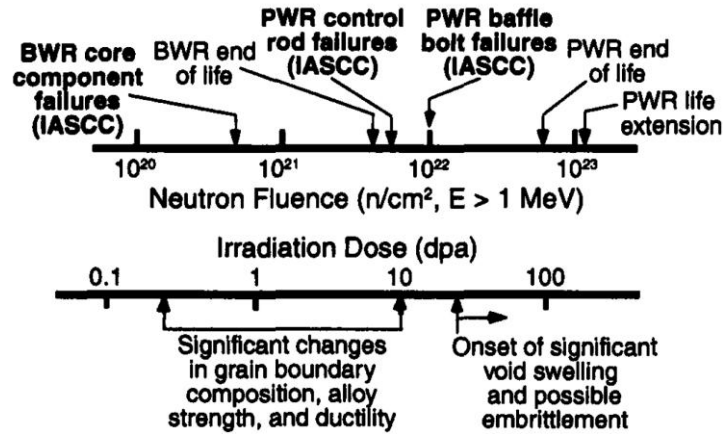 BWR core
component
failures
(IASCC)
BWR end
of life
PWR control
rod failures
(IASCC)
PWR baffle
bolt failures
(IASCC)
PWR end
of life
PWR life
extension
10²⁰ 10²¹ 10²² 10²³
Neutron Fluence (n/cm², E > 1 MeV)
Irradiation Dose (dpa)
0.1 1 10 100
Significant changes
in grain boundary
composition, alloy
strength, and ductility
Onset of significant
void swelling
and possible
embrittlement